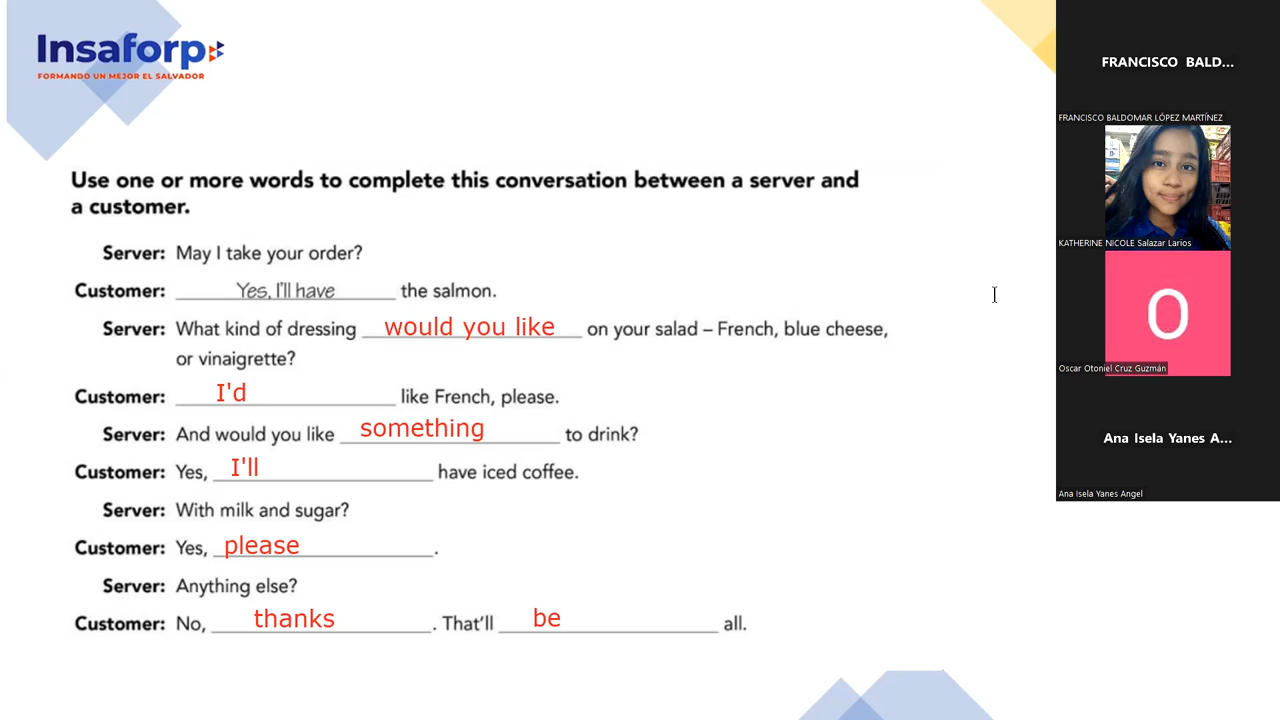 Insaforp
FORMANDO UN MEJOR EL SALVADOR
Use one or more words to complete this conversation between a server and
a customer.
Server: May I take your order?
Customer: Yes, I'll have the salmon.
Server: What kind of dressing would you like on your salad – French, blue cheese,
or vinaigrette?
Customer: I'd like French, please.
Server: And would you like something to drink?
Customer: Yes, I'll have iced coffee.
Server: With milk and sugar?
Customer: Yes, please.
Server: Anything else?
Customer: No, thanks. That'll be all.
FRANCISCO BALD...
FRANCISCO BALDOMAR LÓPEZ MARTÍNEZ
KATHERINE NICOLE Salazar Larios
O
Oscar Otoniel Cruz Guzmán
Ana Isela Yanes A...
Ana Isela Yanes Angel